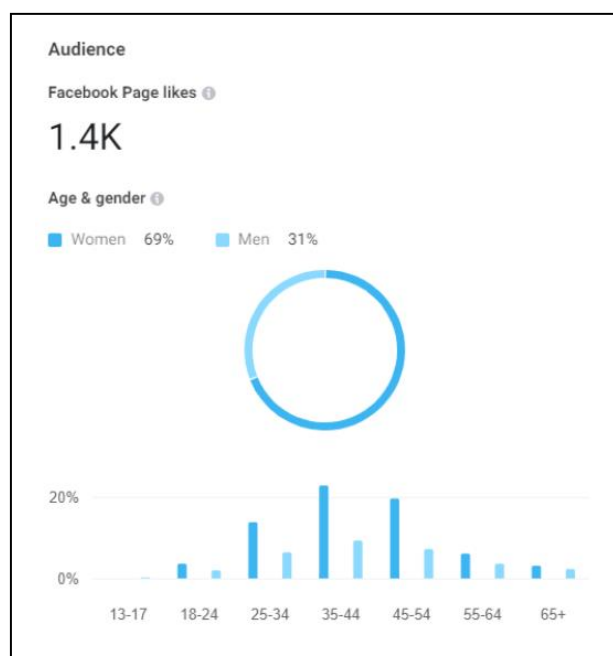 Audience
Facebook Page likes
1.4K
Age & gender
Women 69% Men 31%
20%
0%
13-17 18-24 25-34 35-44 45-54 55-64 65+